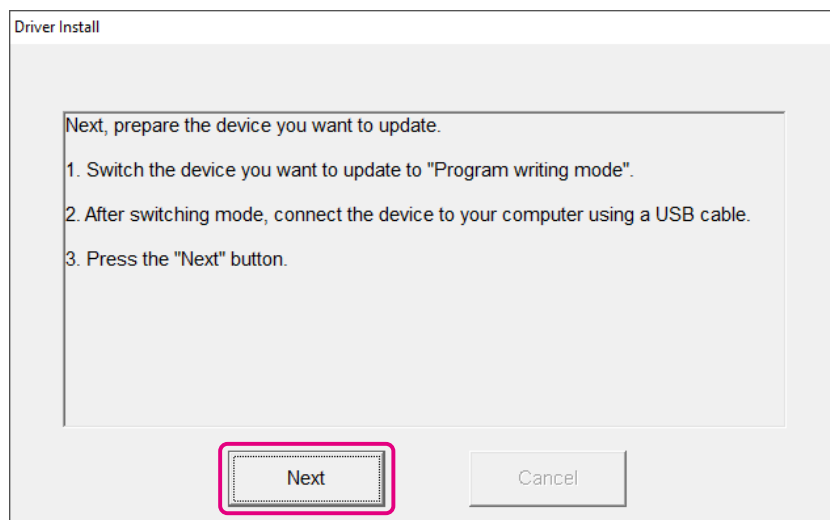 Driver Install
Next, prepare the device you want to update.
1. Switch the device you want to update to "Program writing mode".
2. After switching mode, connect the device to your computer using a USB cable.
3. Press the "Next" button.
Next
Cancel